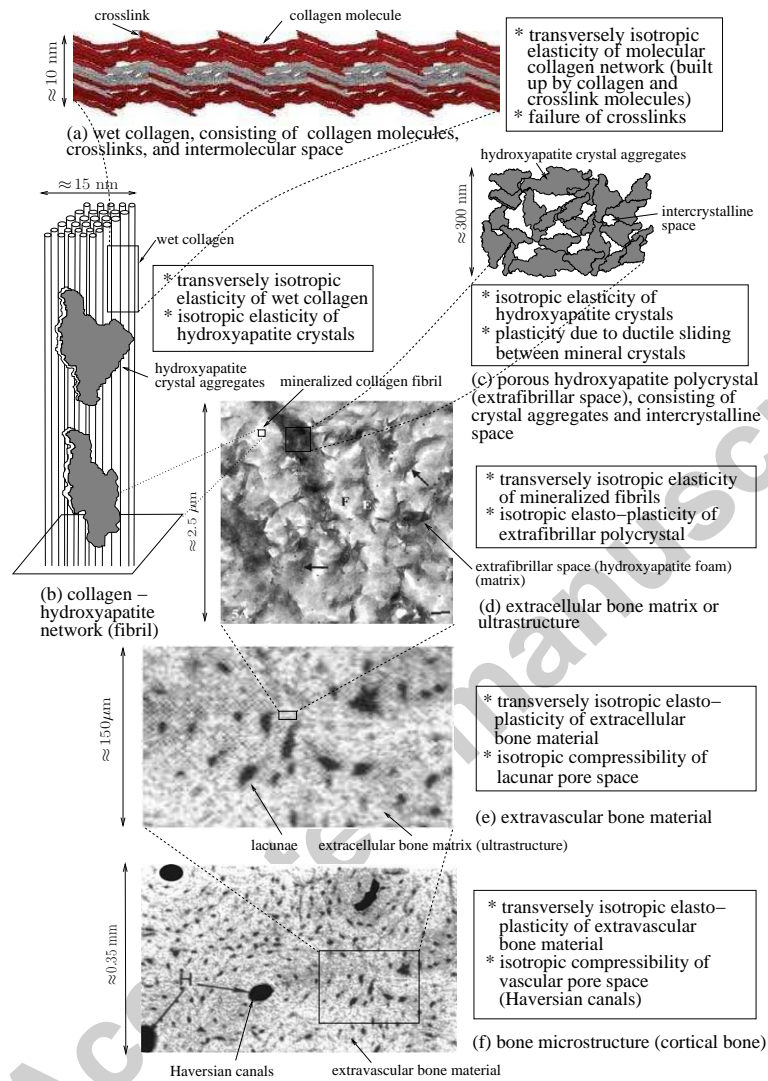 crosslink
collagen molecule
≈ 10 nm
* transversely isotropic
elasticity of molecular
collagen network (built
up by collagen and
crosslink molecules)
* failure of crosslinks
(a) wet collagen, consisting of collagen molecules,
crosslinks, and intermolecular space
≈ 15 nm
wet collagen
* transversely isotropic
elasticity of wet collagen
* isotropic elasticity of
hydroxyapatite crystals
hydroxyapatite
crystal aggregates
(b) collagen −
hydroxyapatite
network (fibril)
hydroxyapatite crystal aggregates
≈ 300 nm
intercrystalline
space
* isotropic elasticity of
hydroxyapatite crystals
* plasticity due to ductile sliding
between mineral crystals
(c) porous hydroxyapatite polycrystal
(extrafibrillar space), consisting of
crystal aggregates and intercrystalline
space
mineralized collagen fibril
≈ 2.5 μm
F
E
5A
* transversely isotropic elasticity
of mineralized fibrils
* isotropic elasto−plasticity of
extrafibrillar polycrystal
extrafibrillar space (hydroxyapatite foam)
(matrix)
(d) extracellular bone matrix or
ultrastructure
≈ 150μm
* transversely isotropic elasto−
plasticity of extracellular
bone material
* isotropic compressibility of
lacunar pore space
lacunae
extracellular bone matrix (ultrastructure)
(e) extravascular bone material
≈0.35 mm
H
* transversely isotropic elasto−
plasticity of extravascular
bone material
* isotropic compressibility of
vascular pore space
(Haversian canals)
Haversian canals
extravascular bone material
(f) bone microstructure (cortical bone)
Accepted manuscript